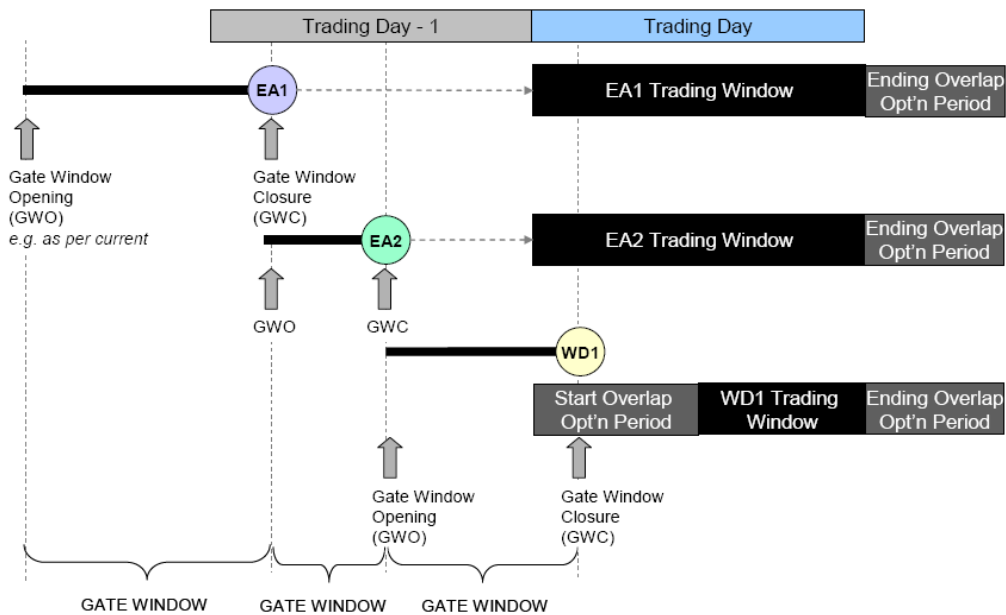 Trading Day - 1
Trading Day
EA1
EA1 Trading Window
Ending Overlap
Opt'n Period
Gate Window
Opening
(GWO)
e.g. as per current
Gate Window
Closure
(GWC)
EA2
EA2 Trading Window
Ending Overlap
Opt'n Period
GWO
GWC
WD1
Start Overlap
Opt'n Period
WD1 Trading
Window
Ending Overlap
Opt'n Period
Gate Window
Opening
(GWO)
Gate Window
Closure
(GWC)
GATE WINDOW
GATE WINDOW
GATE WINDOW